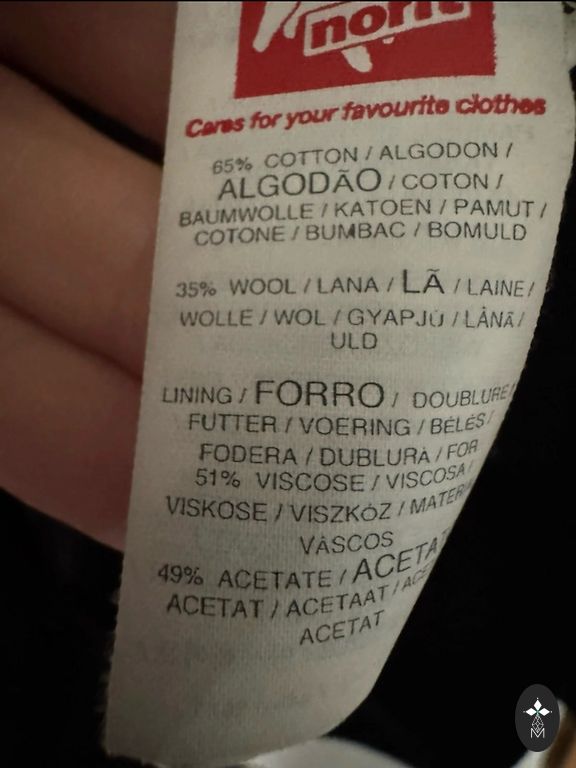 norit
Cares for your favourite clothes
65% COTTON / ALGODON /
ALGODÃO / COTON /
BAUMWOLLE / KATOEN / PAMUT /
COTONE / BUMBAC / BOMULD
35% WOOL / LANA / LÃ / LAINE /
WOLLE / WOL / GYAPJÚ / LÂNĂ /
ULD
LINING / FORRO / DOUBLURE /
FUTTER / VOERING / BÉLÉS /
FODERA / DUBLURĂ / FOR
51% VISCOSE / VISCOSA /
VISKOSE / VISZKÓZ / MATERI
VÂSCOS
49% ACETATE / ACETAT
ACETAT / ACETAAT / ACE
ACETAT
M